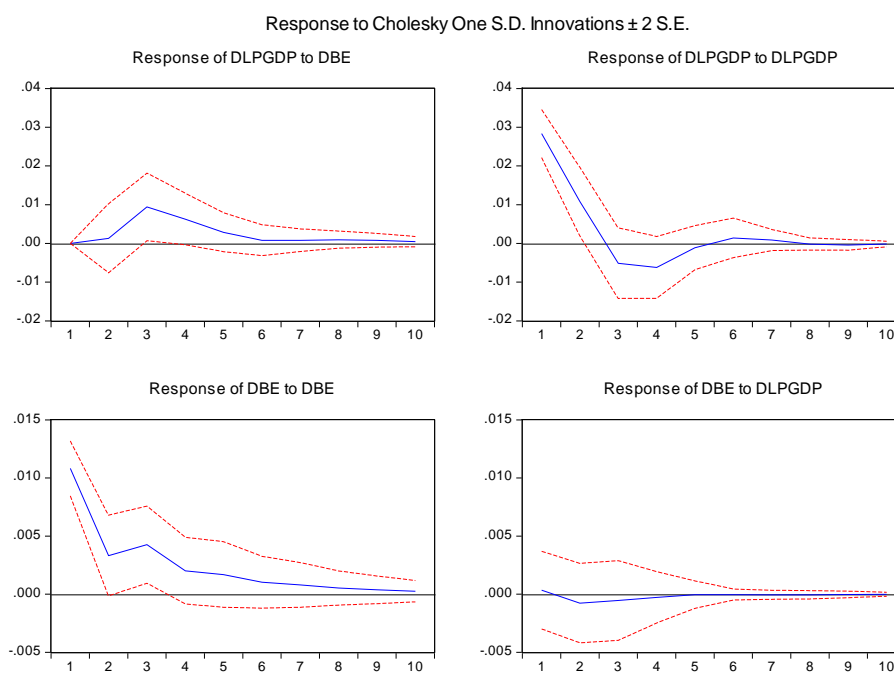 Response to Cholesky One S.D. Innovations ± 2 S.E.
Response of DLPGDP to DBE
.04
.03
.02
.01
.00
-.01
-.02
1 2 3 4 5 6 7 8 9 10
Response of DLPGDP to DLPGDP
.04
.03
.02
.01
.00
-.01
-.02
1 2 3 4 5 6 7 8 9 10
Response of DBE to DBE
.015
.010
.005
.000
-.005
1 2 3 4 5 6 7 8 9 10
Response of DBE to DLPGDP
.015
.010
.005
.000
-.005
1 2 3 4 5 6 7 8 9 10